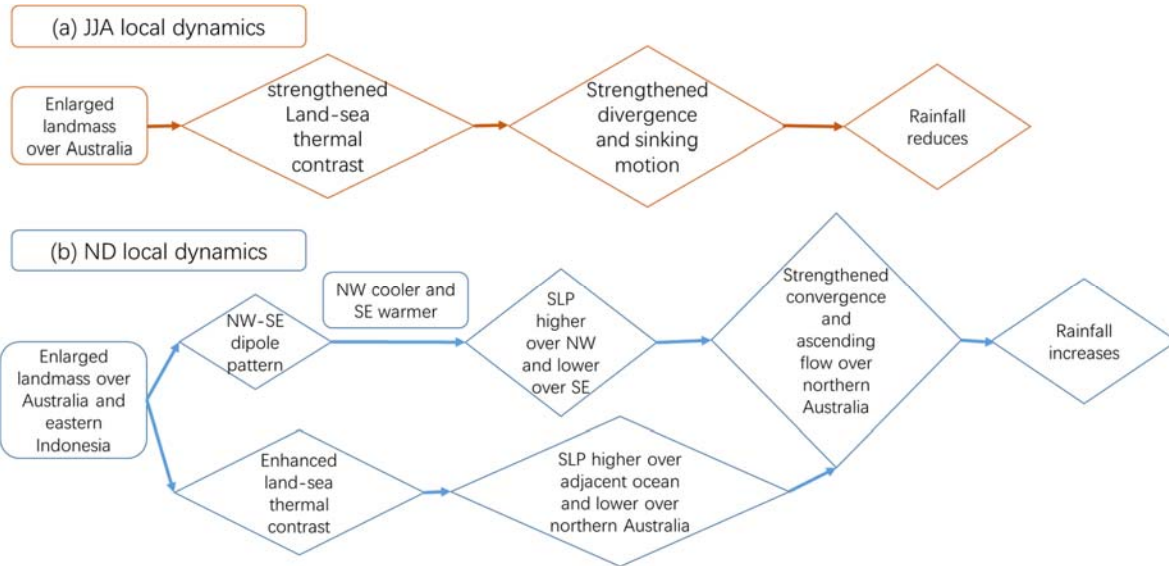 (a) JJA local dynamics
Enlarged
landmass
over Australia
strengthened
Land-sea
thermal
contrast
Strengthened
divergence
and sinking
motion
Rainfall
reduces
(b) ND local dynamics
Enlarged
landmass over
Australia and
eastern
Indonesia
NW-SE
dipole
pattern
NW cooler and
SE warmer
SLP
higher
over NW
and lower
over SE
Enhanced
land-sea
thermal
contrast
SLP higher over
adjacent ocean
and lower over
northern Australia
Strengthened
convergence
and
ascending
flow over
northern
Australia
Rainfall
increases